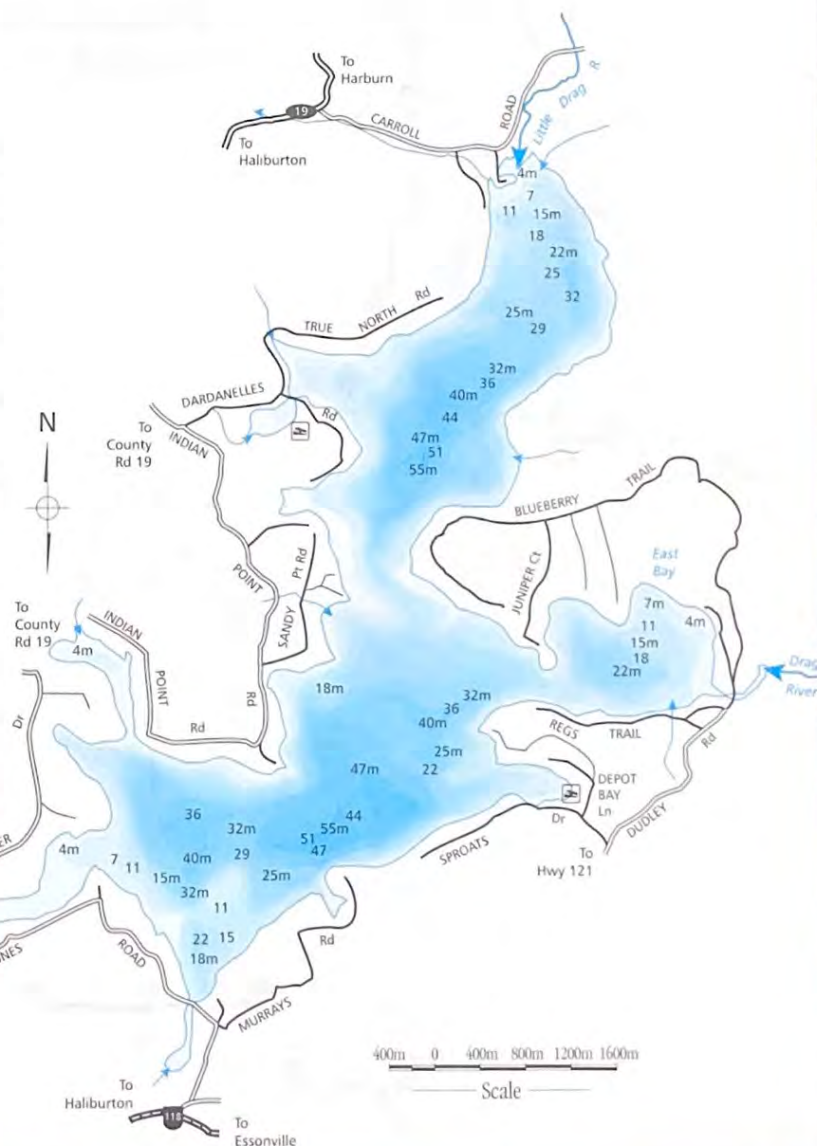 To
Harburn
19
To
Haliburton
CARROLL
ROAD
Little Drag R
4m
7
11
15m
18
22m
25
32
25m
29
TRUE NORTH Rd
32m
36
40m
44
47m
51
55m
DARDANELLES
Rd
To
County
Rd 19
INDIAN
POINT
Rd
N
BLUEBERRY TRAIL
JUNIPER Ct
East
Bay
SANDY Pt Rd
To
County
Rd 19
INDIAN
POINT
Rd
4m
7m
11
4m
15m
18
22m
Drag
River
18m
32m
36
40m
25m
22
47m
REGS
TRAIL
Rd
DUDLEY
DEPOT
BAY
Ln
Dr
SPROATS
To
Hwy 121
Dr
ER
36
32m
44
55m
51
47
4m
7
11
40m
29
15m
25m
32m
11
22
15
18m
NES
ROAD
Rd
MURRAYS
400m 0 400m 800m 1200m 1600m
Scale
To
Haliburton
118
To
Essonville